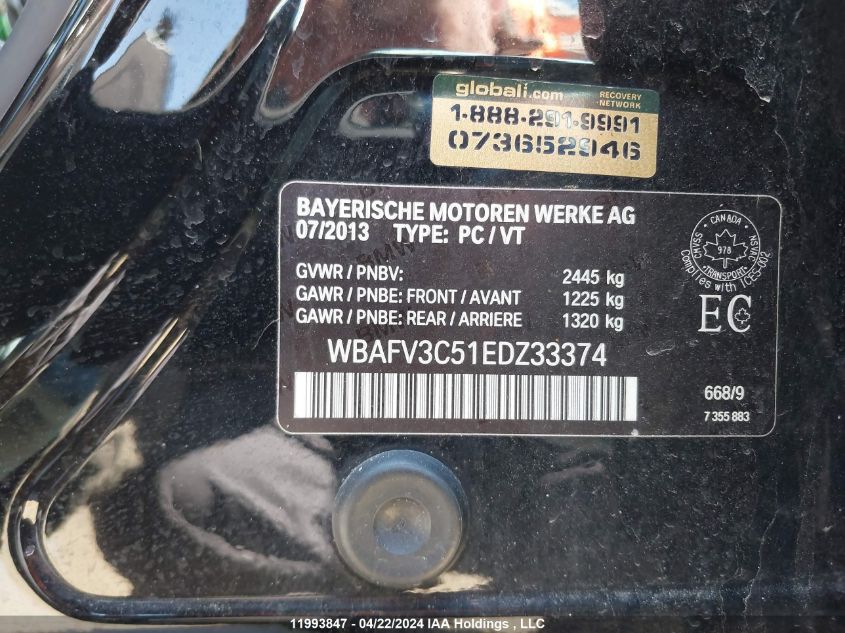 globali.com RECOVERY
NETWORK
1-888-291-9991
073652946
BAYERISCHE MOTOREN WERKE AG
07/2013 TYPE: PC / VT
GVWR / PNBV: 2445 kg
GAWR / PNBE: FRONT / AVANT 1225 kg
GAWR / PNBE: REAR / ARRIERE 1320 kg
WBAFV3C51EDZ33374
CANADA
CMVSS NSVAC
978
TRANSPORT
Complies with ICES-002
EC
668/9
7 355 883
11993847 - 04/22/2024 IAA Holdings , LLC